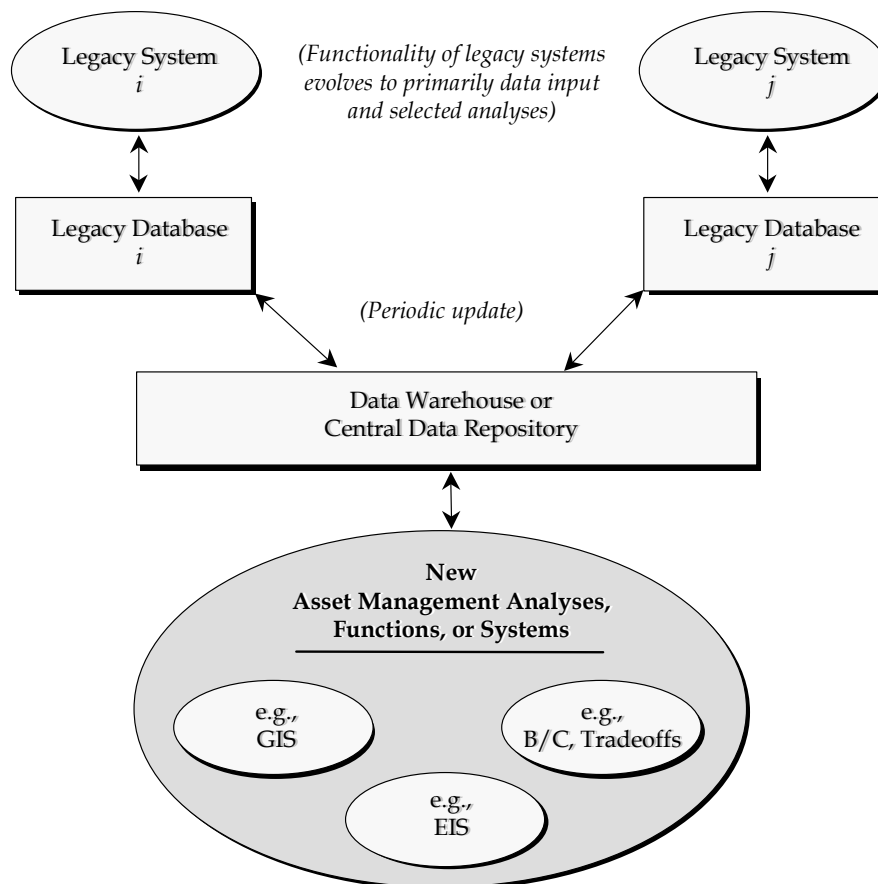 Legacy System
i
(Functionality of legacy systems
evolves to primarily data input
and selected analyses)
Legacy System
j
Legacy Database
i
Legacy Database
j
(Periodic update)
Data Warehouse or
Central Data Repository
New
Asset Management Analyses,
Functions, or Systems
e.g.,
GIS
e.g.,
B/C, Tradeoffs
e.g.,
EIS